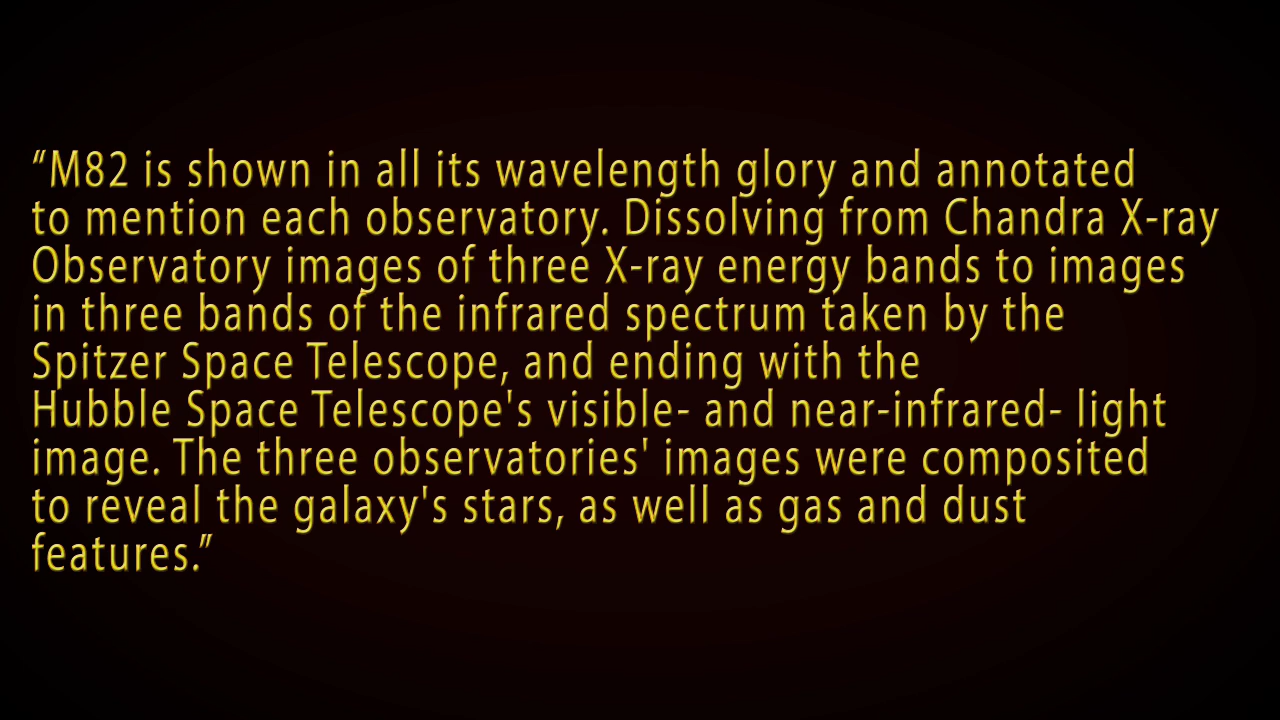 “M82 is shown in all its wavelength glory and annotated
to mention each observatory. Dissolving from Chandra X-ray
Observatory images of three X-ray energy bands to images
in three bands of the infrared spectrum taken by the
Spitzer Space Telescope, and ending with the
Hubble Space Telescope's visible- and near-infrared- light
image. The three observatories' images were composited
to reveal the galaxy's stars, as well as gas and dust
features.”